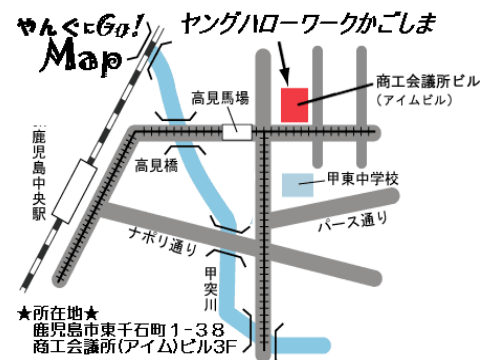 やんぐにGo!
Map
ヤングハローワークかごしま
商工会議所ビル
(アイムビル)
高見馬場
高見橋
鹿児島中央駅
甲東中学校
パース通り
ナポリ通り
甲突川
★所在地★
鹿児島市東千石町1-38
商工会議所(アイム)ビル3F